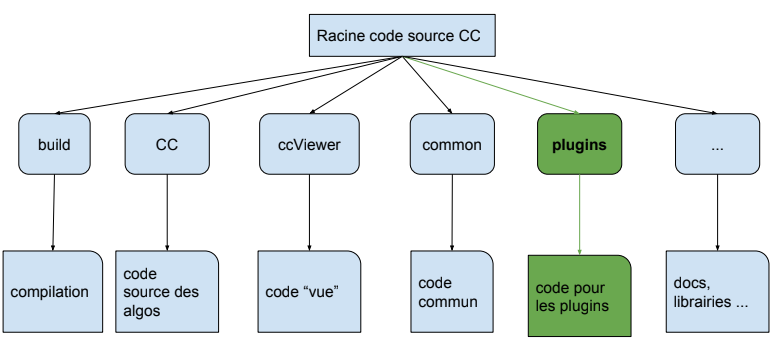 Racine code source CC
build
CC
ccViewer
common
plugins
...
compilation
code
source des
algos
code “vue”
code
commun
code pour
les plugins
docs,
librairies ...